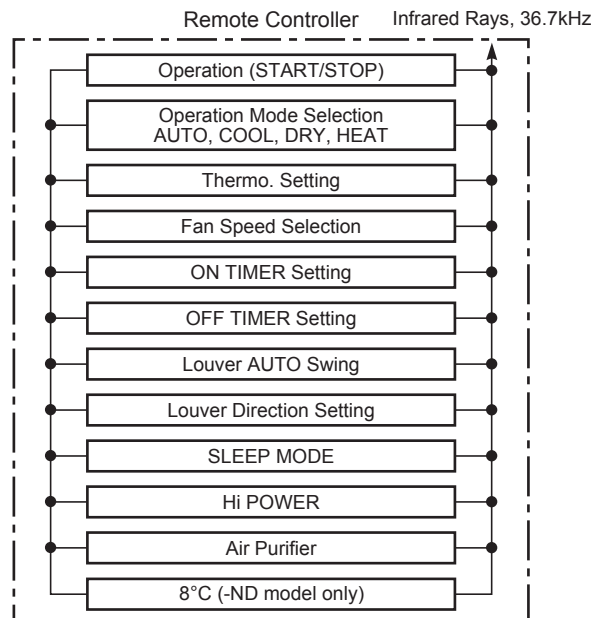 Remote Controller
Infrared Rays, 36.7kHz
Operation (START/STOP)
Operation Mode Selection
AUTO, COOL, DRY, HEAT
Thermo. Setting
Fan Speed Selection
ON TIMER Setting
OFF TIMER Setting
Louver AUTO Swing
Louver Direction Setting
SLEEP MODE
Hi POWER
Air Purifier
8°C (-ND model only)